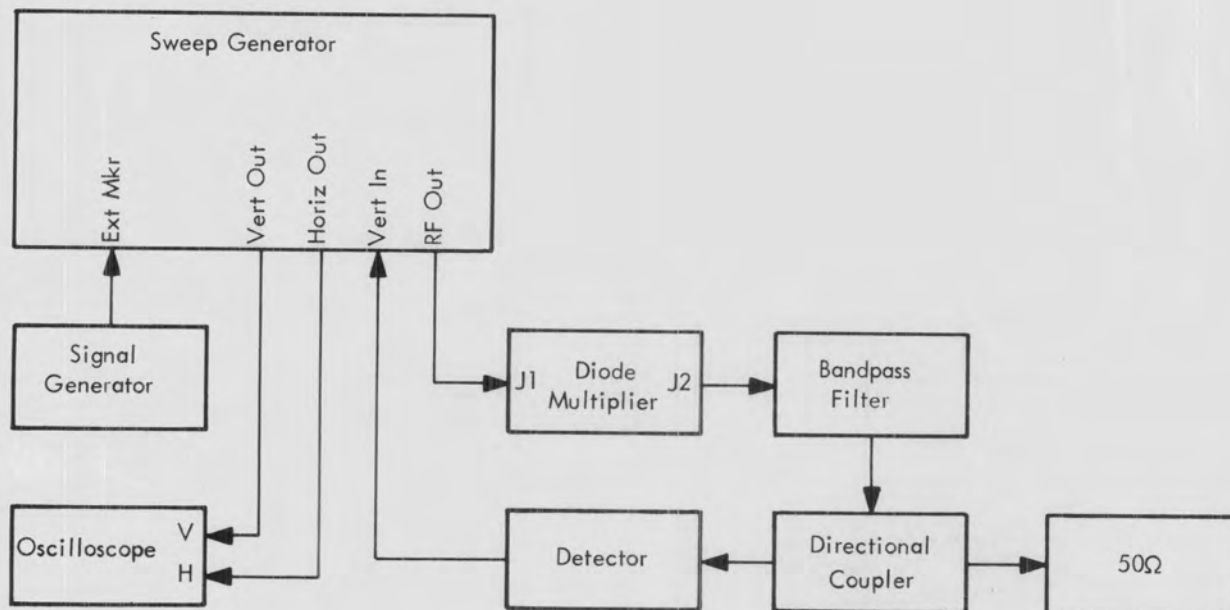 Sweep Generator
Ext Mkr
Vert Out
Horiz Out
Vert In
RF Out
Signal
Generator
J1
Diode
Multiplier
J2
Bandpass
Filter
Oscilloscope
V
H
Detector
Directional
Coupler
50Ω